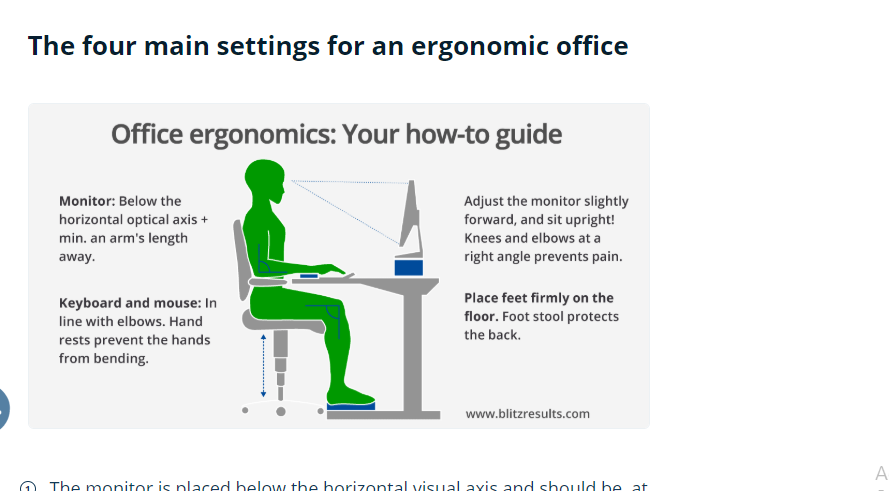 The four main settings for an ergonomic office
Office ergonomics: Your how-to guide
Monitor: Below the
horizontal optical axis +
min. an arm's length
away.
Keyboard and mouse: In
line with elbows. Hand
rests prevent the hands
from bending.
Adjust the monitor slightly
forward, and sit upright!
Knees and elbows at a
right angle prevents pain.
Place feet firmly on the
floor. Foot stool protects
the back.
www.blitzresults.com
1 The monitor is placed below the horizontal visual axis and should be, at
A